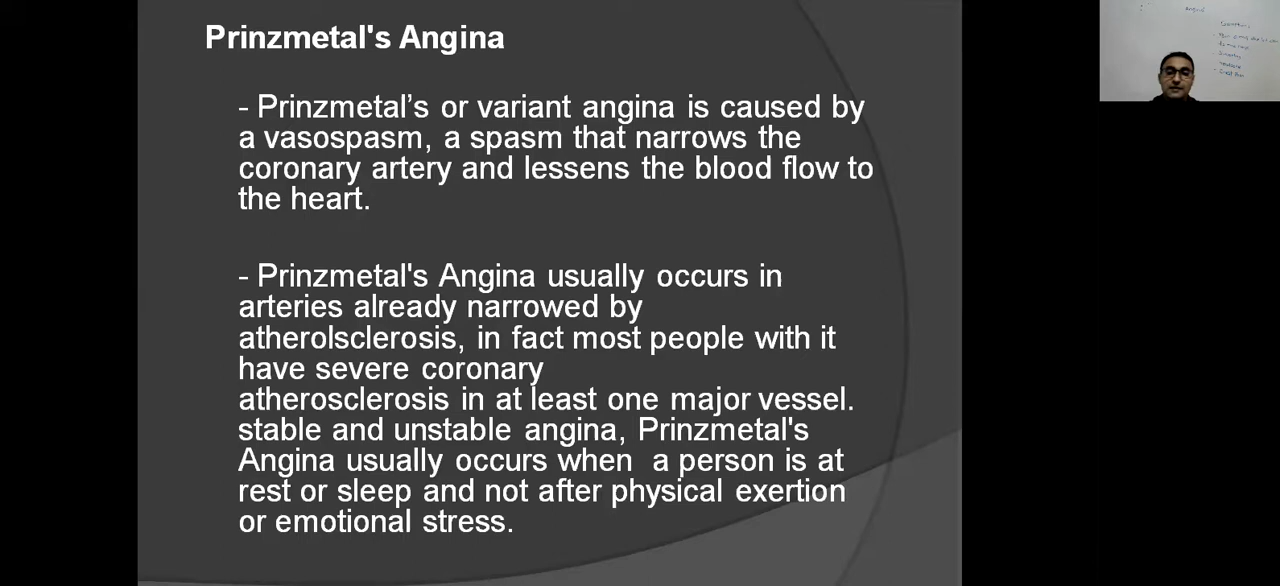 Prinzmetal's Angina
- Prinzmetal’s or variant angina is caused by
a vasospasm, a spasm that narrows the
coronary artery and lessens the blood flow to
the heart.
- Prinzmetal's Angina usually occurs in
arteries already narrowed by
atherolsclerosis, in fact most people with it
have severe coronary
atherosclerosis in at least one major vessel.
stable and unstable angina, Prinzmetal's
Angina usually occurs when  a person is at
rest or sleep and not after physical exertion
or emotional stress.